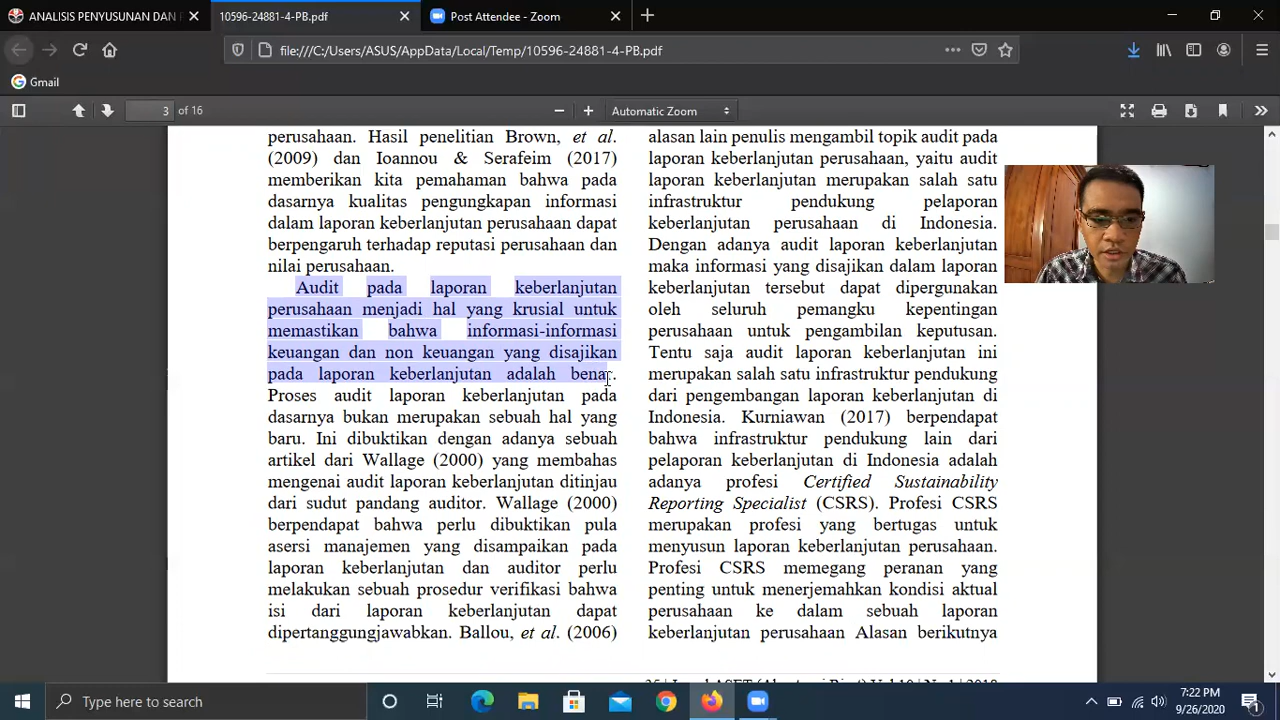 ANALISIS PENYUSUNAN DAN
10596-24881-4-PB.pdf
Post Attendee - Zoom
file:///C:/Users/ASUS/AppData/Local/Temp/10596-24881-4-PB.pdf
Gmail
3 of 16
Automatic Zoom
perusahaan. Hasil penelitian Brown, et al.
(2009) dan Ioannou & Serafeim (2017)
memberikan kita pemahaman bahwa pada
dasarnya kualitas pengungkapan informasi
dalam laporan keberlanjutan perusahaan dapat
berpengaruh terhadap reputasi perusahaan dan
nilai perusahaan.
Audit pada laporan keberlanjutan
perusahaan menjadi hal yang krusial untuk
memastikan bahwa informasi-informasi
keuangan dan non keuangan yang disajikan
pada laporan keberlanjutan adalah benar.
Proses audit laporan keberlanjutan pada
dasarnya bukan merupakan sebuah hal yang
baru. Ini dibuktikan dengan adanya sebuah
artikel dari Wallage (2000) yang membahas
mengenai audit laporan keberlanjutan ditinjau
dari sudut pandang auditor. Wallage (2000)
berpendapat bahwa perlu dibuktikan pula
asersi manajemen yang disampaikan pada
laporan keberlanjutan dan auditor perlu
melakukan sebuah prosedur verifikasi bahwa
isi dari laporan keberlanjutan dapat
dipertanggungjawabkan. Ballou, et al. (2006)
alasan lain penulis mengambil topik audit pada
laporan keberlanjutan perusahaan, yaitu audit
laporan keberlanjutan merupakan salah satu
infrastruktur pendukung pelaporan
keberlanjutan perusahaan di Indonesia.
Dengan adanya audit laporan keberlanjutan
maka informasi yang disajikan dalam laporan
keberlanjutan tersebut dapat dipergunakan
oleh seluruh pemangku kepentingan
perusahaan untuk pengambilan keputusan.
Tentu saja audit laporan keberlanjutan ini
merupakan salah satu infrastruktur pendukung
dari pengembangan laporan keberlanjutan di
Indonesia. Kurniawan (2017) berpendapat
bahwa infrastruktur pendukung lain dari
pelaporan keberlanjutan di Indonesia adalah
adanya profesi Certified Sustainability
Reporting Specialist (CSRS). Profesi CSRS
merupakan profesi yang bertugas untuk
menyusun laporan keberlanjutan perusahaan.
Profesi CSRS memegang peranan yang
penting untuk menerjemahkan kondisi aktual
perusahaan ke dalam sebuah laporan
keberlanjutan perusahaan Alasan berikutnya
Type here to search
7:22 PM
9/26/2020
1